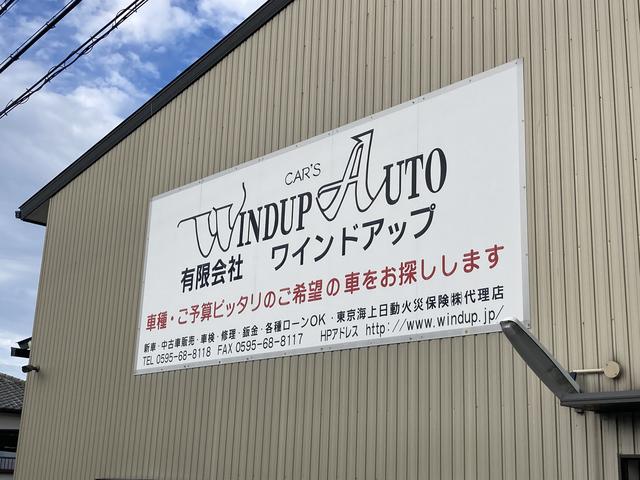 CAR'S
WINDUP AUTO
有限会社 ワインドアップ
車種・ご予算ピッタリのご希望の車をお探しします
新車・中古車販売・車検・修理・鈑金・各種ローンOK・東京海上日動火災保険㈱代理店
TEL 0595-68-8118 FAX 0595-68-8117 HPアドレス http://www.windup.jp/